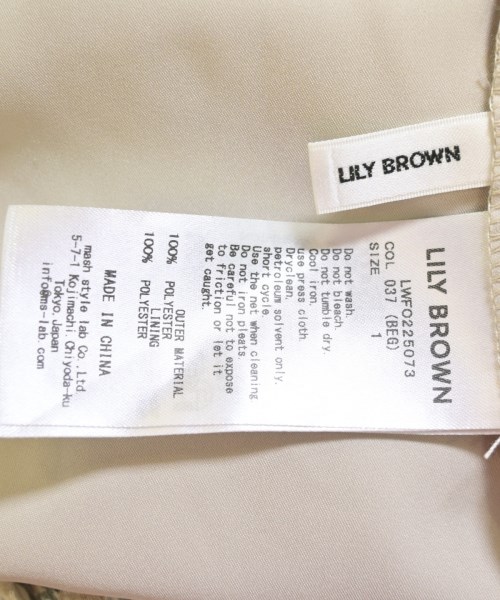 LILY BROWN
LILY BROWN
LWFO225073
COL 037 (BEG)
SIZE 1
Do not wash.
Do not bleach.
Do not tumble dry.
Cool iron.
use press cloth.
Dryclean.
petroleum solvent only.
short cycle.
Use the net when cleaning
Do not iron pleats.
Be careful not to expose
to friction or let it
get caught.
OUTER MATERIAL
100% POLYESTER
LINING
100% POLYESTER
MADE IN CHINA
mash style lab Co.,Ltd
5-7-1 Kojimachi, Chiyoda-ku
Tokyo, Japan
info@ms-lab.com